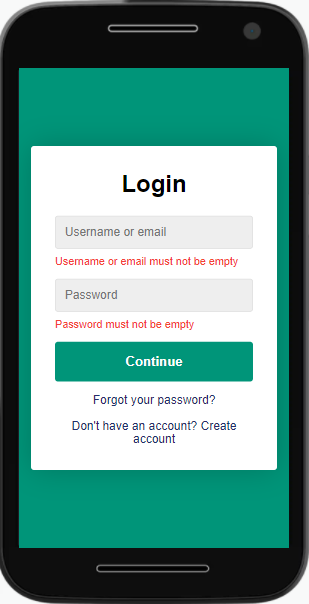 Login
Username or email
Username or email must not be empty
Password
Password must not be empty
Continue
Forgot your password?
Don't have an account? Create
account